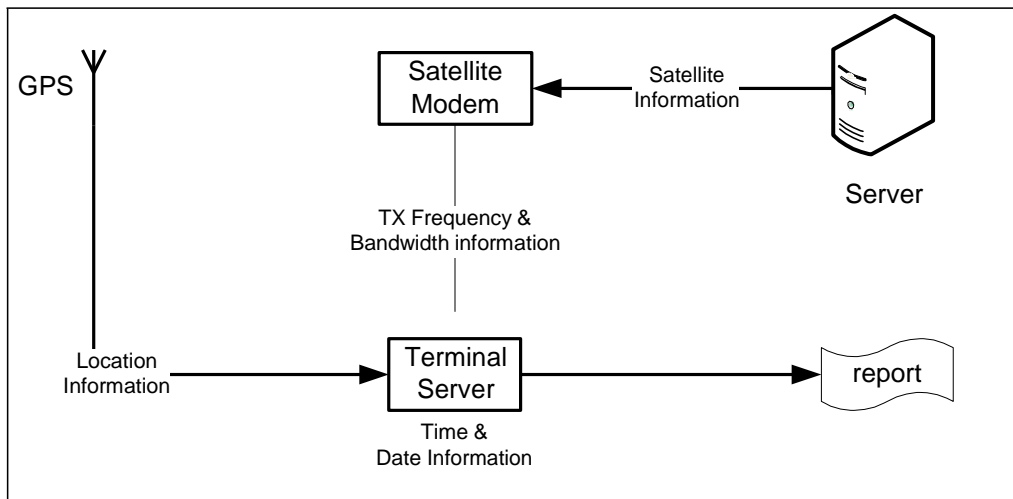 GPS
Satellite
Modem
Satellite
Information
Server
TX Frequency &
Bandwidth information
Location
Information
Terminal
Server
report
Time &
Date Information